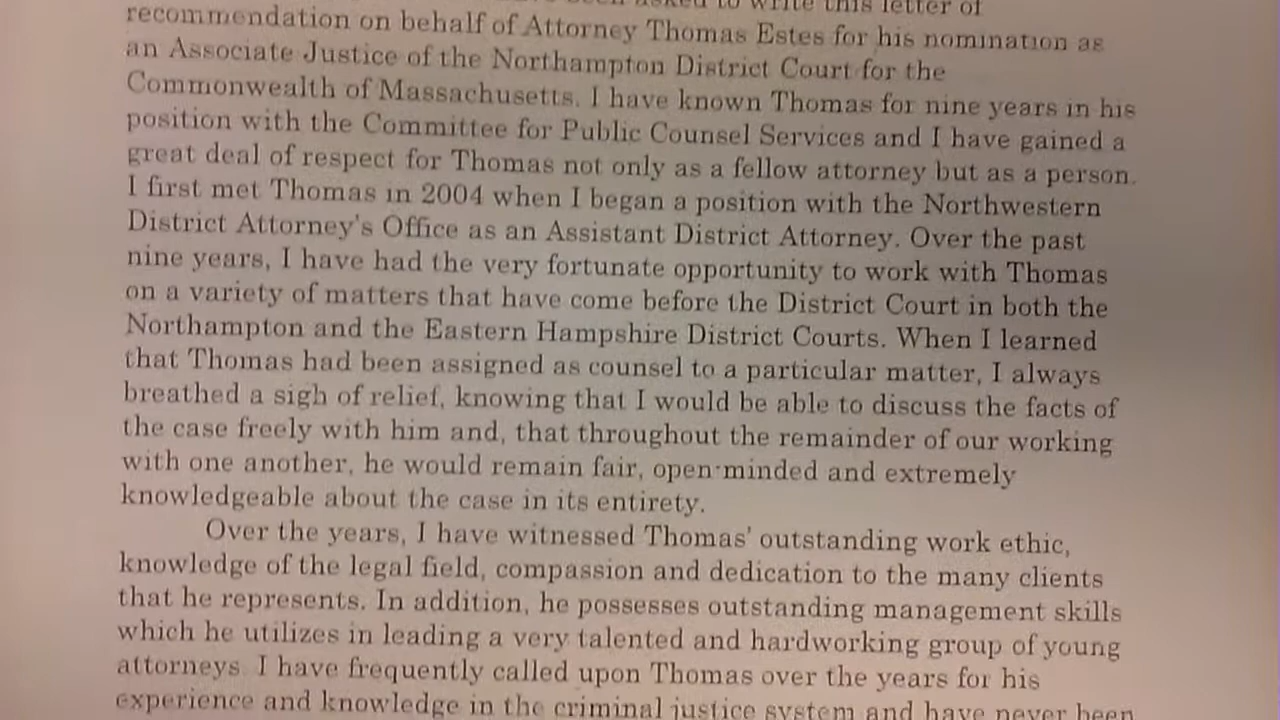 been asked to write this letter of
recommendation on behalf of Attorney Thomas Estes for his nomination as
an Associate Justice of the Northampton District Court for the
Commonwealth of Massachusetts. I have known Thomas for nine years in his
position with the Committee for Public Counsel Services and I have gained a
great deal of respect for Thomas not only as a fellow attorney but as a person.
I first met Thomas in 2004 when I began a position with the Northwestern
District Attorney's Office as an Assistant District Attorney. Over the past
nine years, I have had the very fortunate opportunity to work with Thomas
on a variety of matters that have come before the District Court in both the
Northampton and the Eastern Hampshire District Courts. When I learned
that Thomas had been assigned as counsel to a particular matter, I always
breathed a sigh of relief, knowing that I would be able to discuss the facts of
the case freely with him and, that throughout the remainder of our working
with one another, he would remain fair, open-minded and extremely
knowledgeable about the case in its entirety.
Over the years, I have witnessed Thomas' outstanding work ethic,
knowledge of the legal field, compassion and dedication to the many clients
that he represents. In addition, he possesses outstanding management skills
which he utilizes in leading a very talented and hardworking group of young
attorneys. I have frequently called upon Thomas over the years for his
experience and knowledge in the criminal justice system and have never been